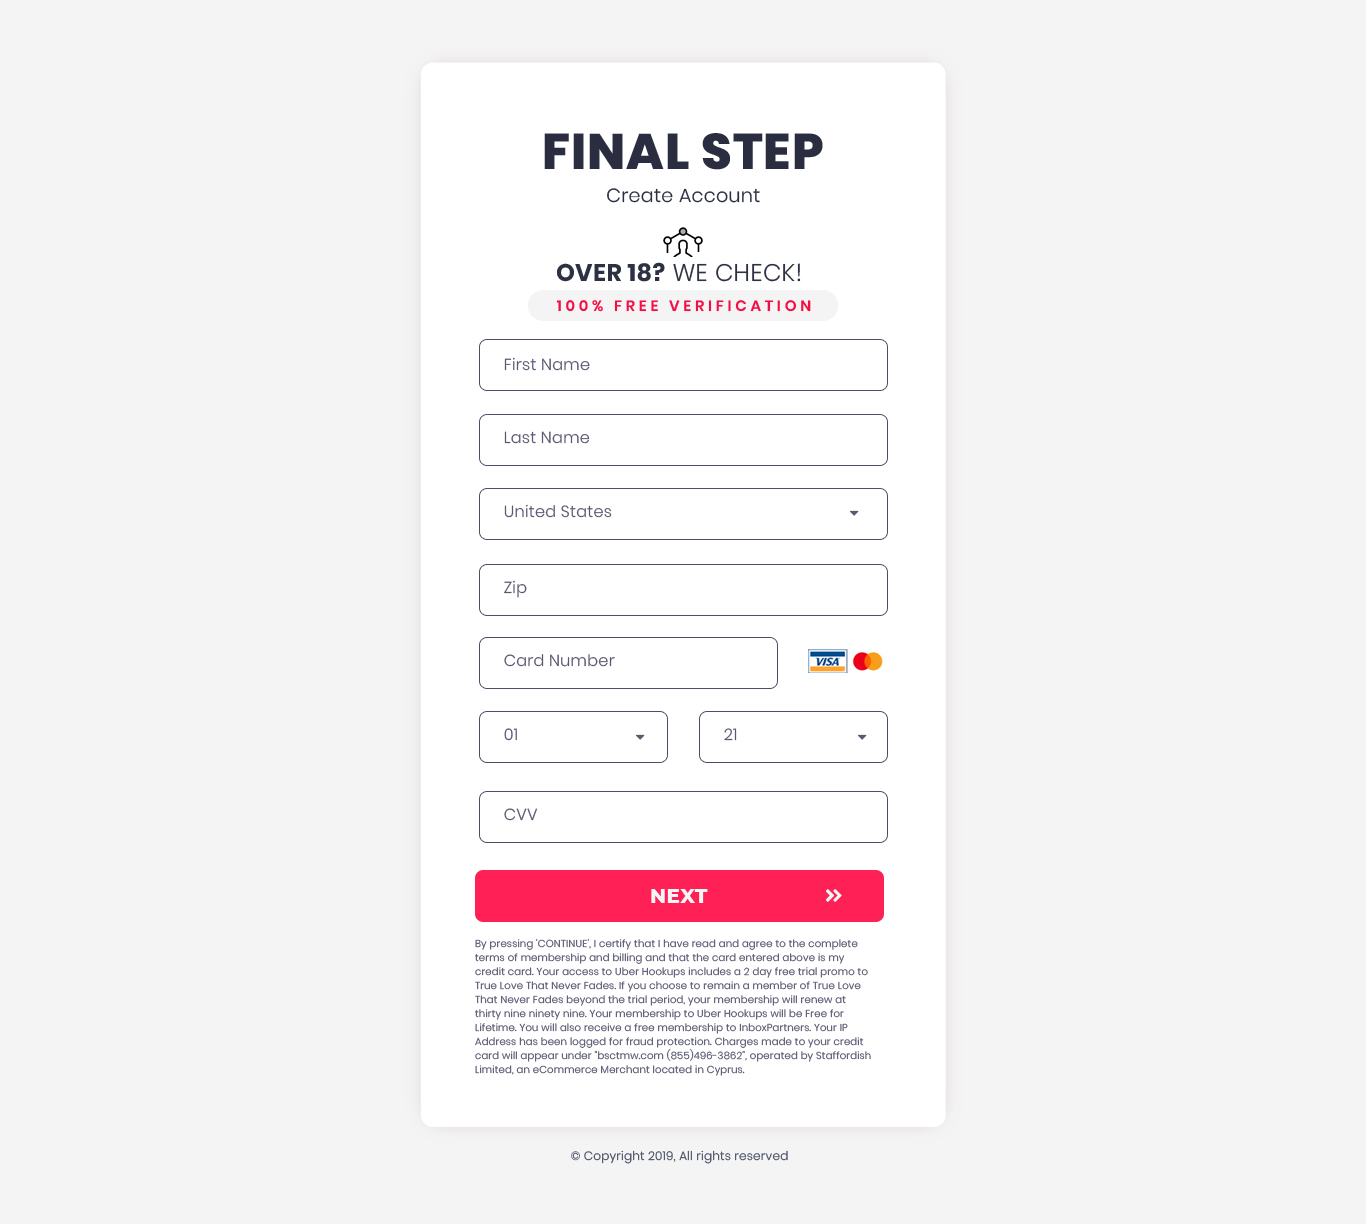 FINAL STEP
Create Account
OVER 18? WE CHECK!
100% FREE VERIFICATION
First Name
Last Name
United States
Zip
Card Number
VISA
01
21
CVV
NEXT
By pressing 'CONTINUE', I certify that I have read and agree to the complete
terms of membership and billing and that the card entered above is my
credit card. Your access to Uber Hookups includes a 2 day free trial promo to
True Love That Never Fades. If you choose to remain a member of True Love
That Never Fades beyond the trial period, your membership will renew at
thirty nine ninety nine. Your membership to Uber Hookups will be Free for
Lifetime. You will also receive a free membership to InboxPartners. Your IP
Address has been logged for fraud protection. Charges made to your credit
card will appear under "bsctmw.com (855)496-3862", operated by Staffordish
Limited, an eCommerce Merchant located in Cyprus.
© Copyright 2019, All rights reserved